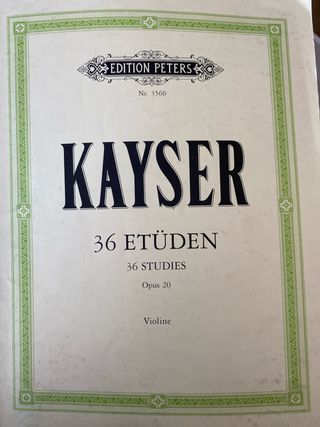 EDITION PETERS
Nr. 3560
KAYSER
36 ETÜDEN
36 STUDIES
Opus 20
Violine